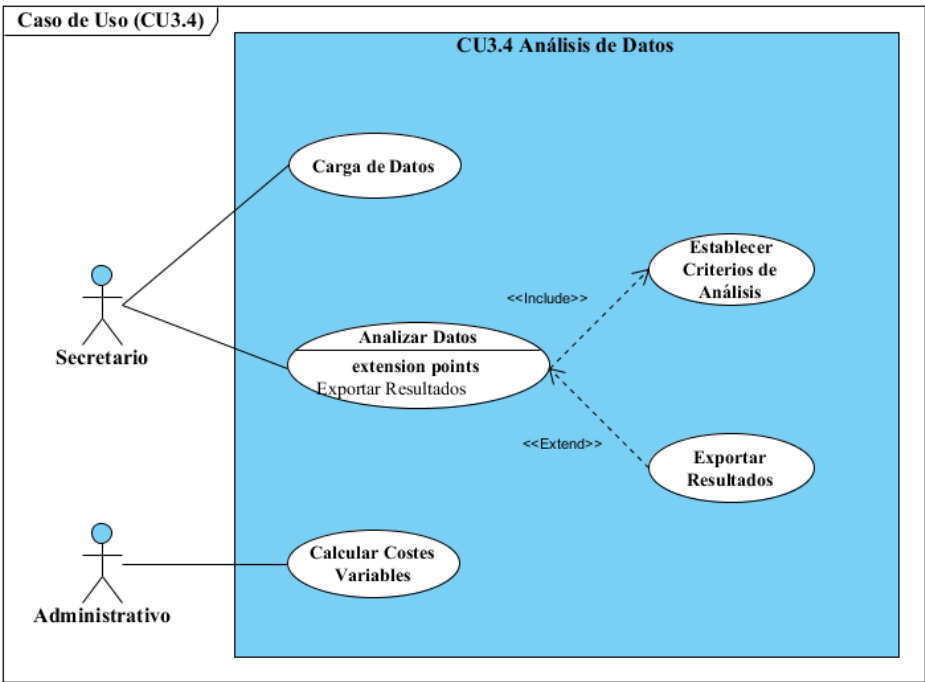 Caso de Uso (CU3.4)
CU3.4 Análisis de Datos
Carga de Datos
Establecer
Criterios de
Análisis
<<Include>>
Secretario
Analizar Datos
extension points
Exportar Resultados
<<Extend>>
Exportar
Resultados
Calcular Costes
Variables
Administrativo